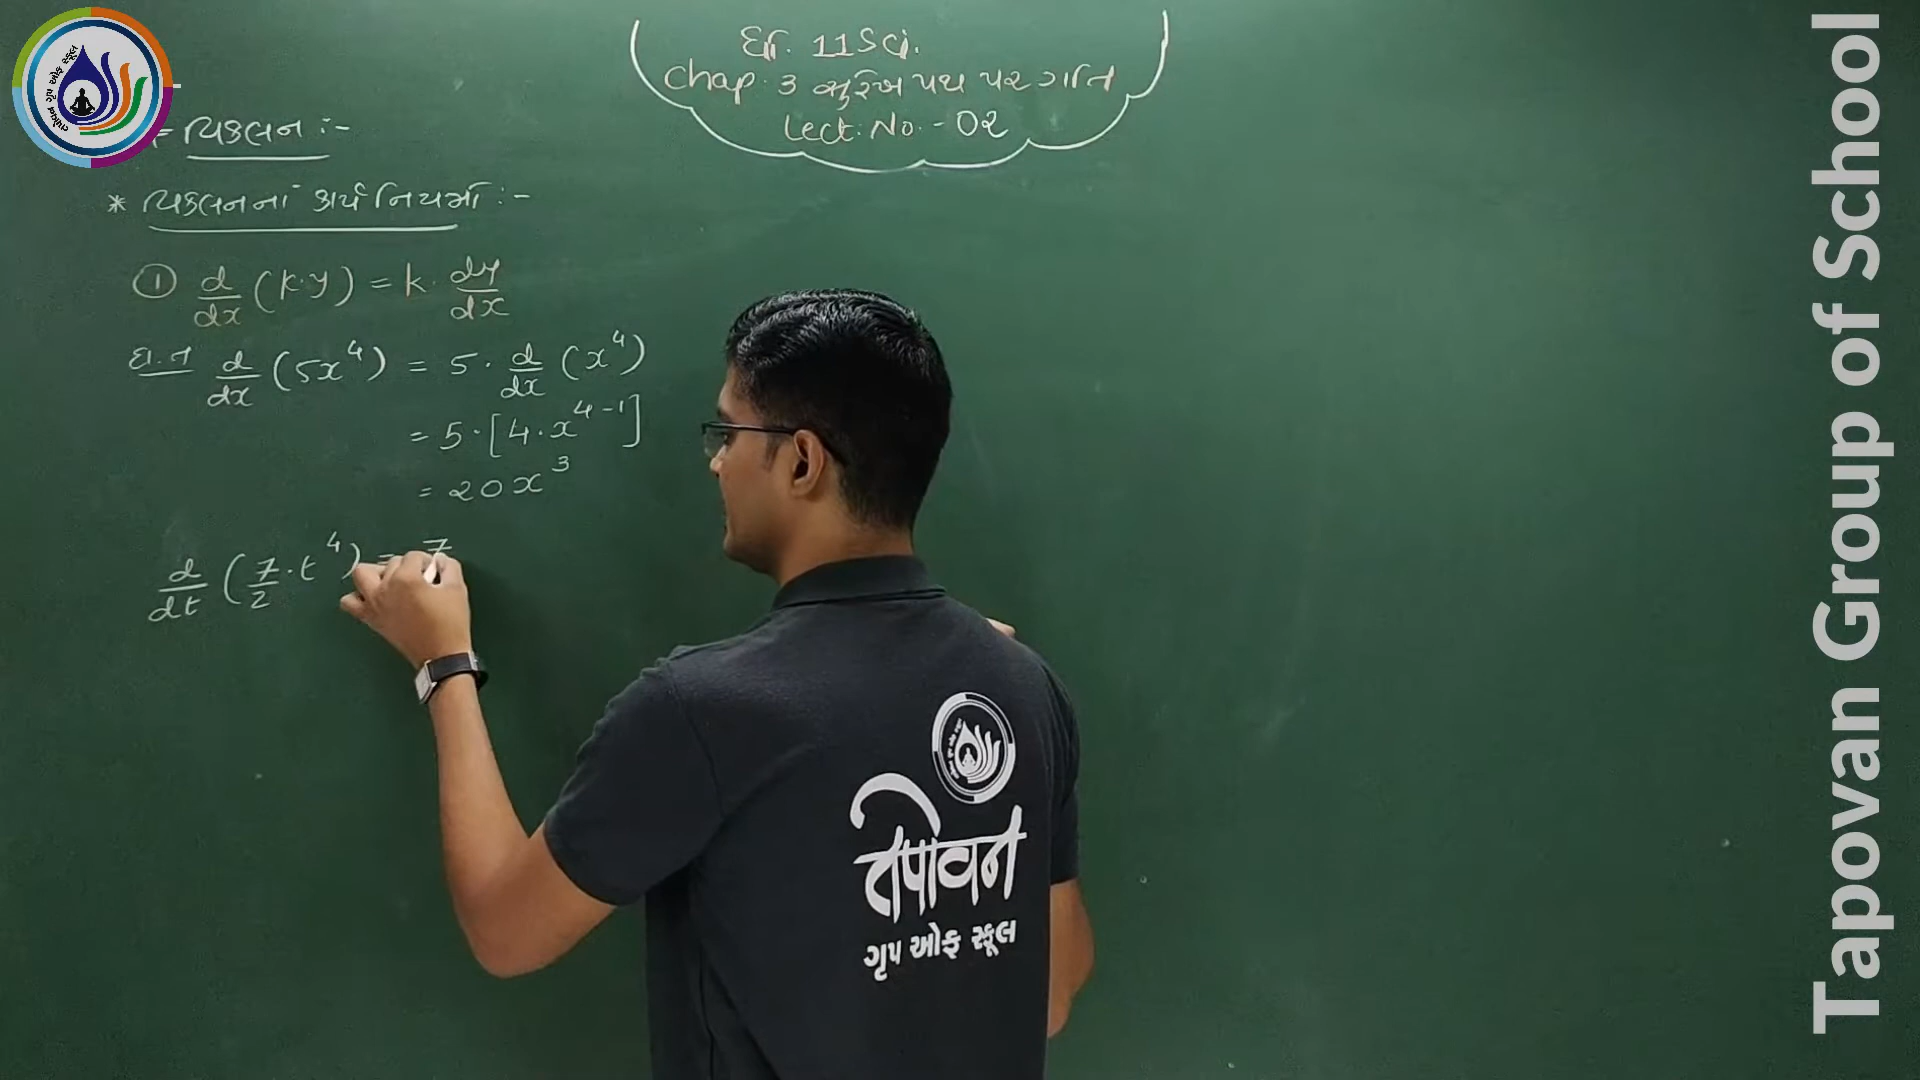 ધો. 11 Sci.
Chap. 3 સુરેખ પથ પર ગતિ
Lect. No. - 02
વિકલન :-
* વિકલનનાં કાર્ય નિયમો :-
① d/dx (k·y) = k · dy/dx
દા.ત d/dx (5x⁴) = 5 · d/dx (x⁴)
= 5 · [4 · x⁴⁻¹]
= 20x³
d/dt (7/2 · t⁴) = 7
તપોવન
ગૃપ ઓફ સ્કૂલ
Tapovan Group of School